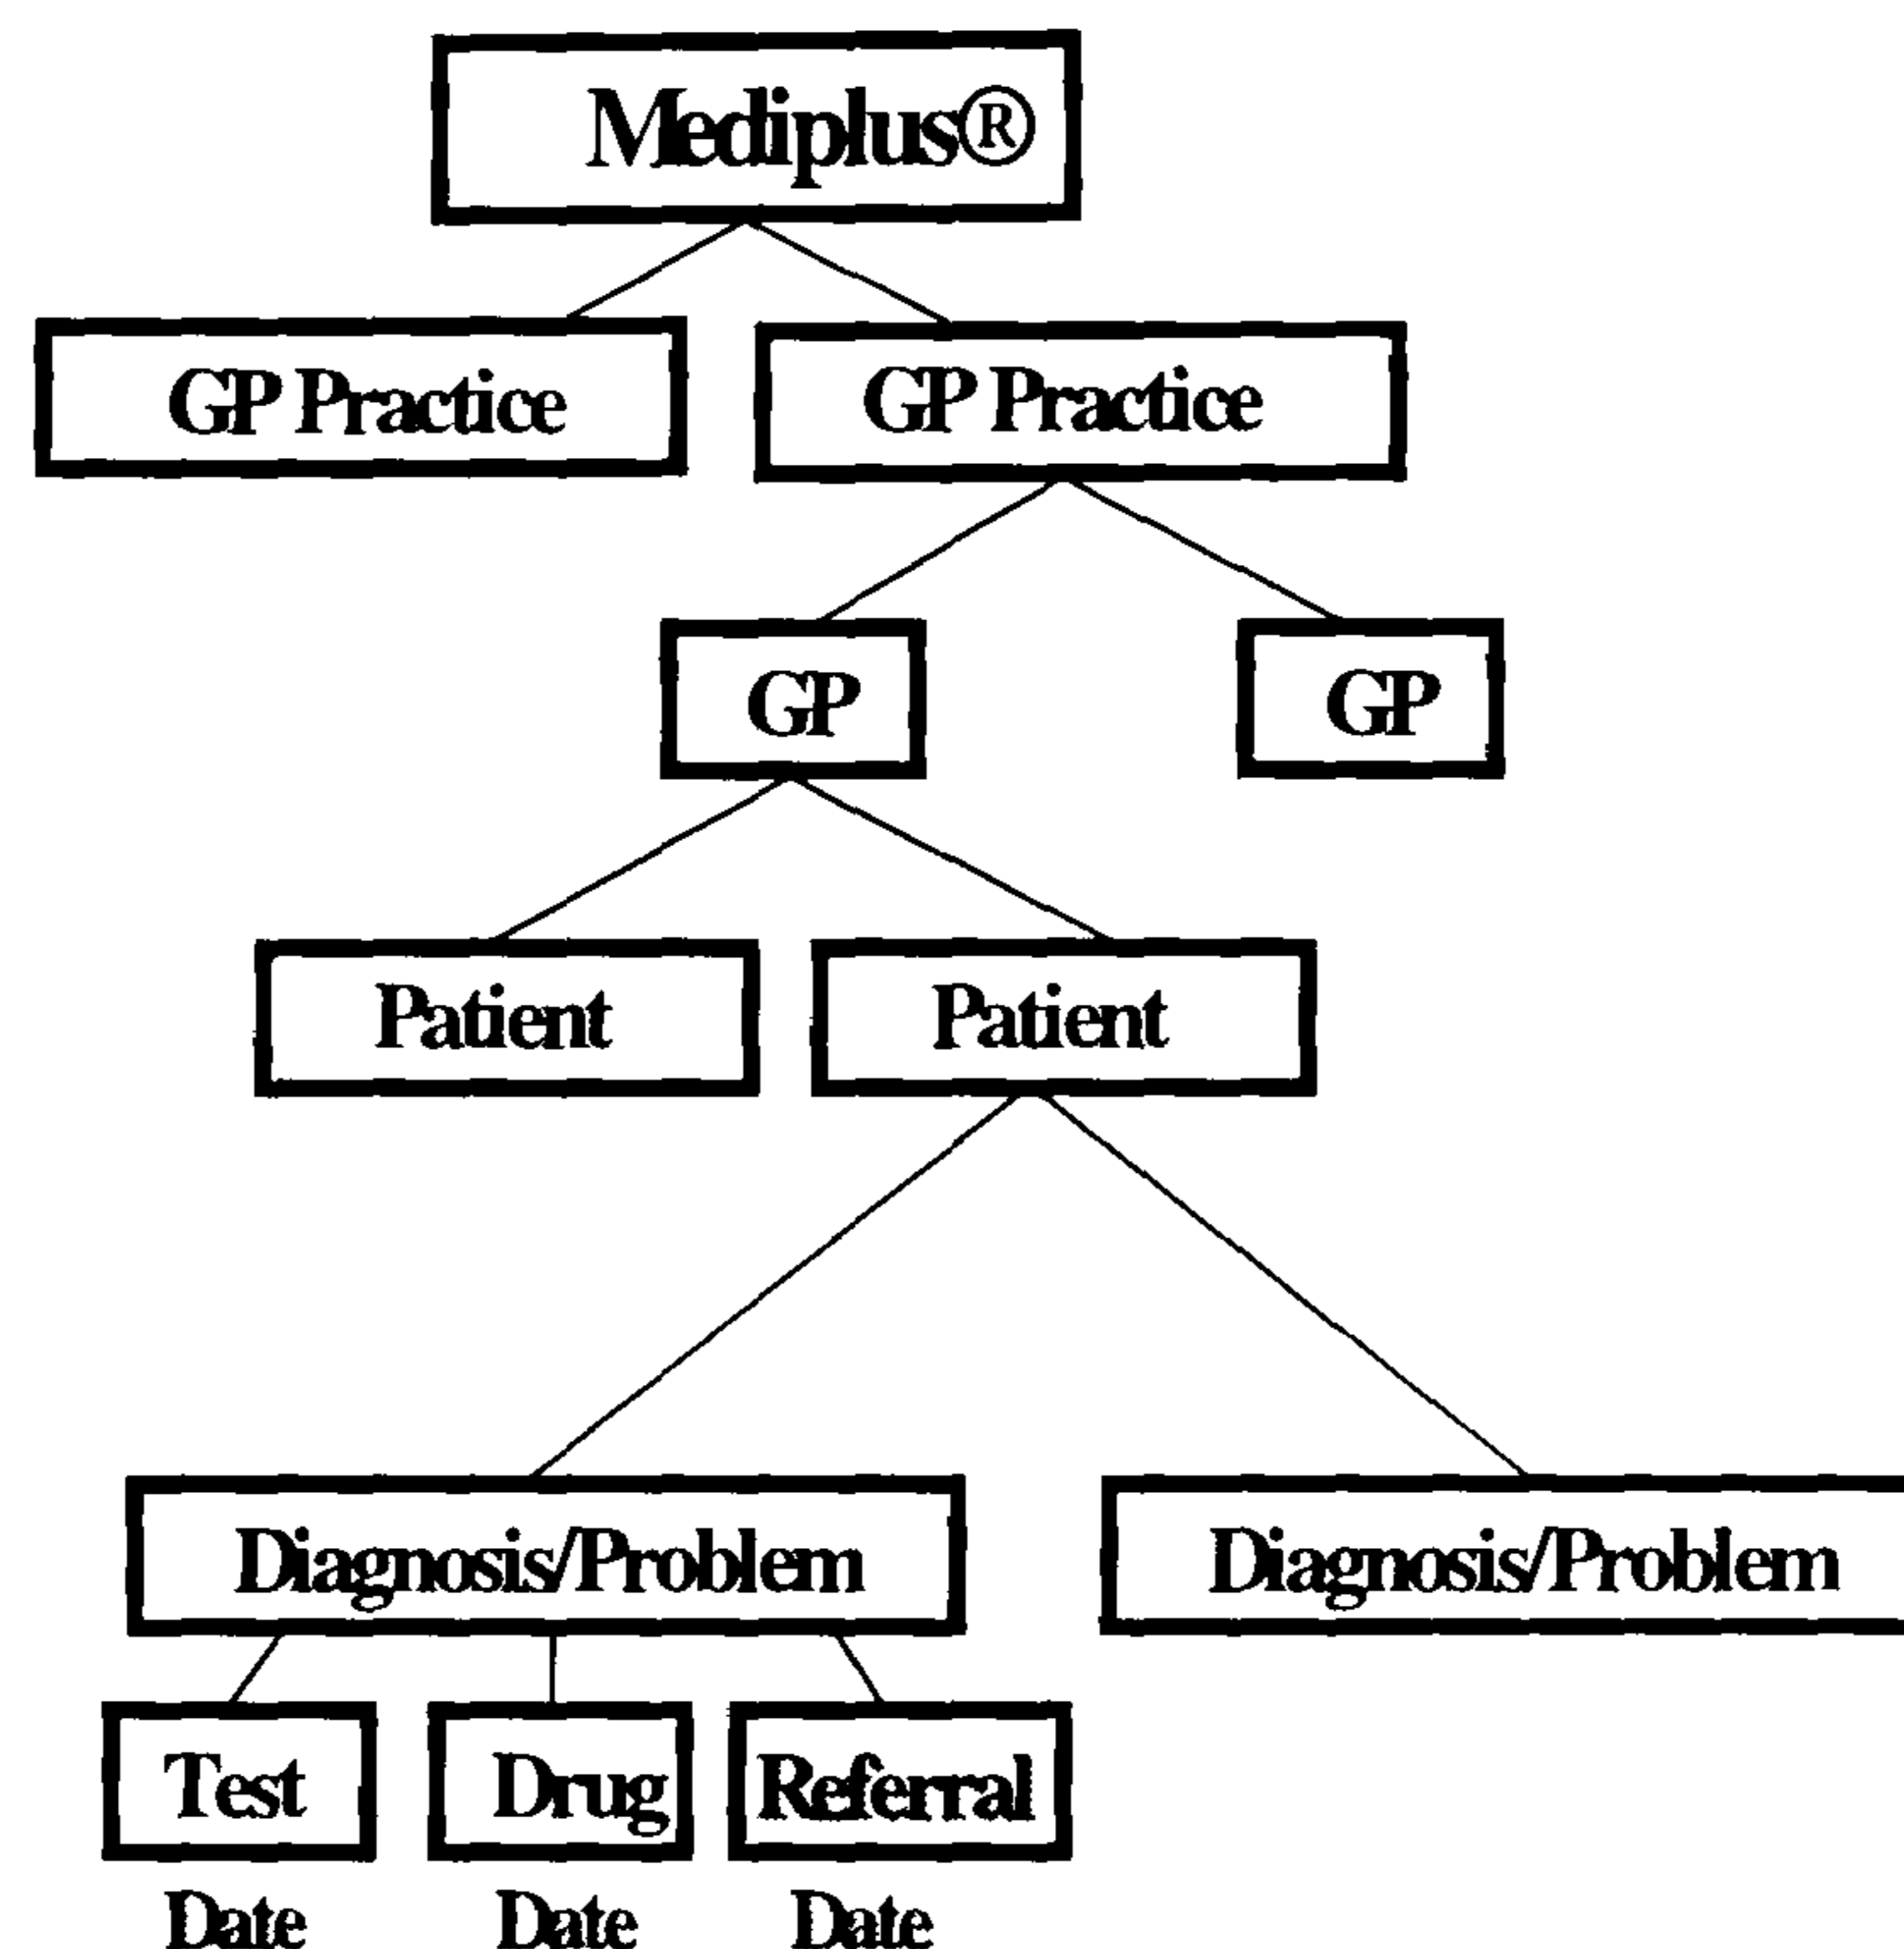 Mediplus®
GP Practice GP Practice
GP GP
Patient Patient
Diagnosis/Problem Diagnosis/Problem
Test Drug Referral
Date Date Date